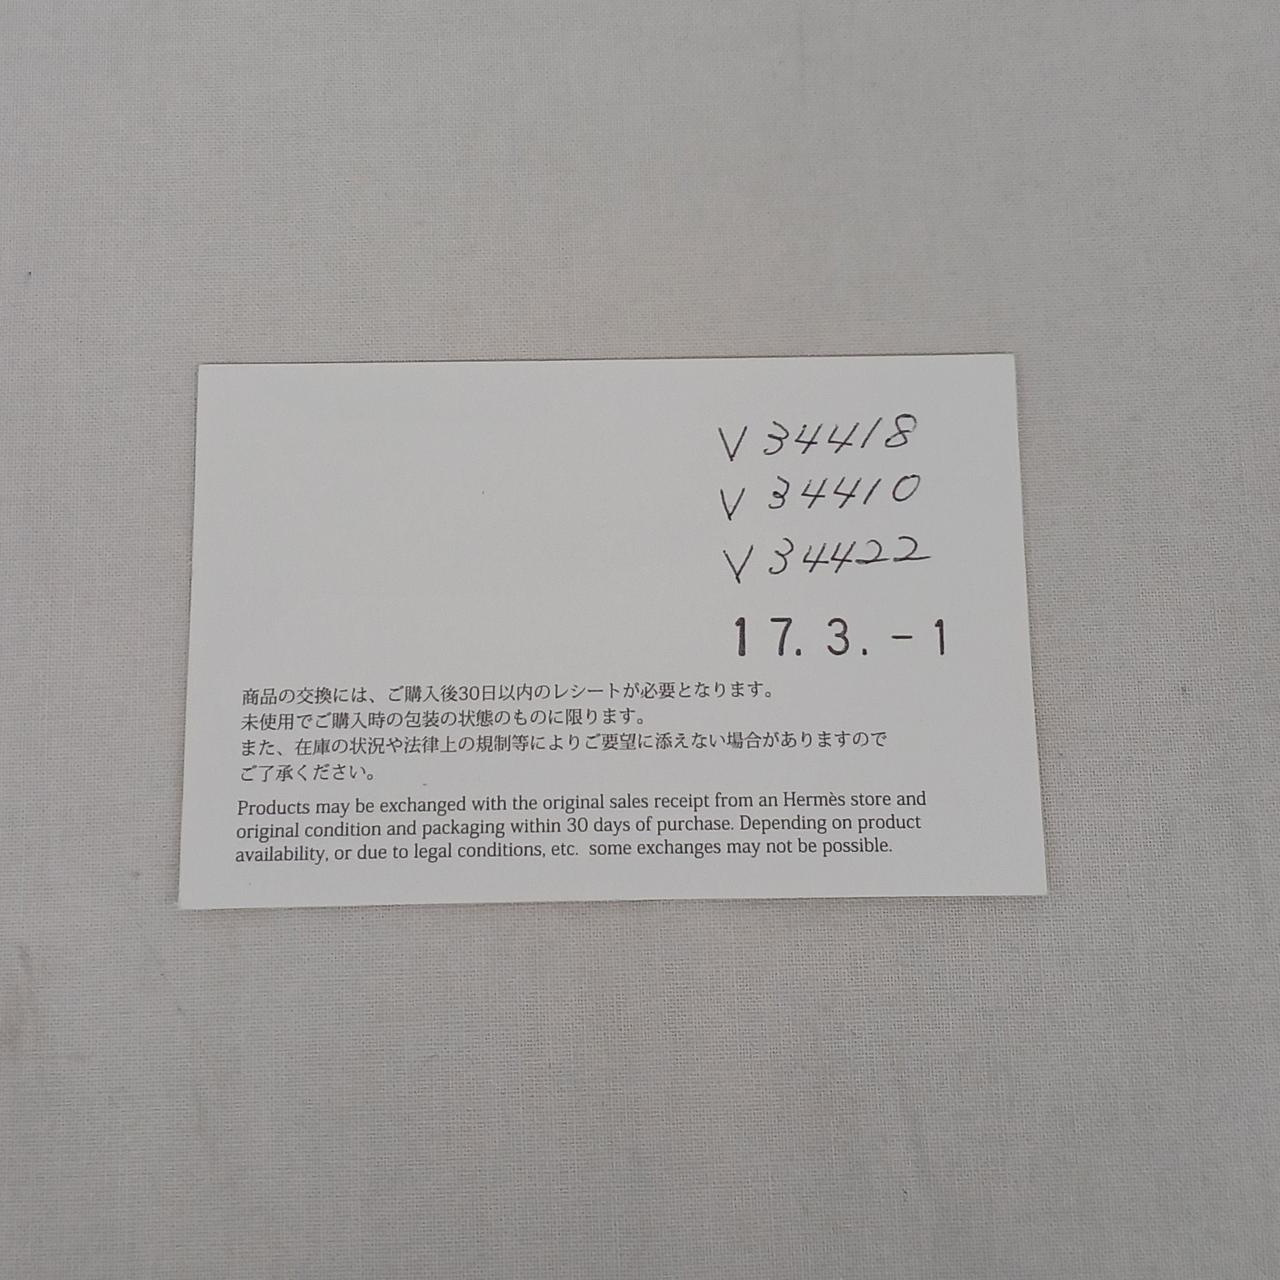 V34418
V34410
V34422
17.3.-1
商品の交換には、ご購入後30日以内のレシートが必要となります。
未使用でご購入時の包装の状態のものに限ります。
また、在庫の状況や法律上の規制等によりご要望に添えない場合がありますので
ご了承ください。
Products may be exchanged with the original sales receipt from an Hermès store and
original condition and packaging within 30 days of purchase. Depending on product
availability, or due to legal conditions, etc. some exchanges may not be possible.